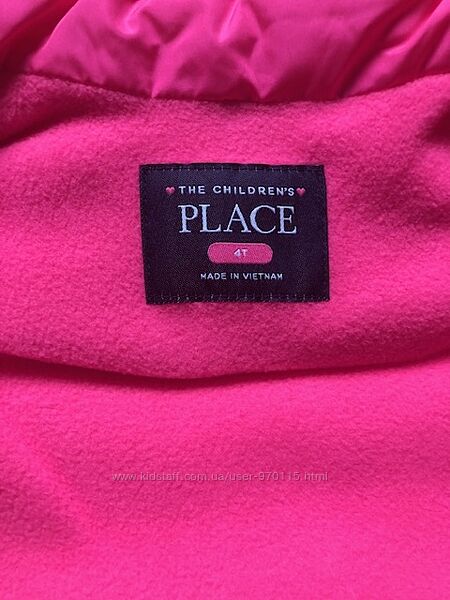 THE CHILDREN'S
PLACE
4T
MADE IN VIETNAM
www.kidstaff.com.ua/user-970115.html